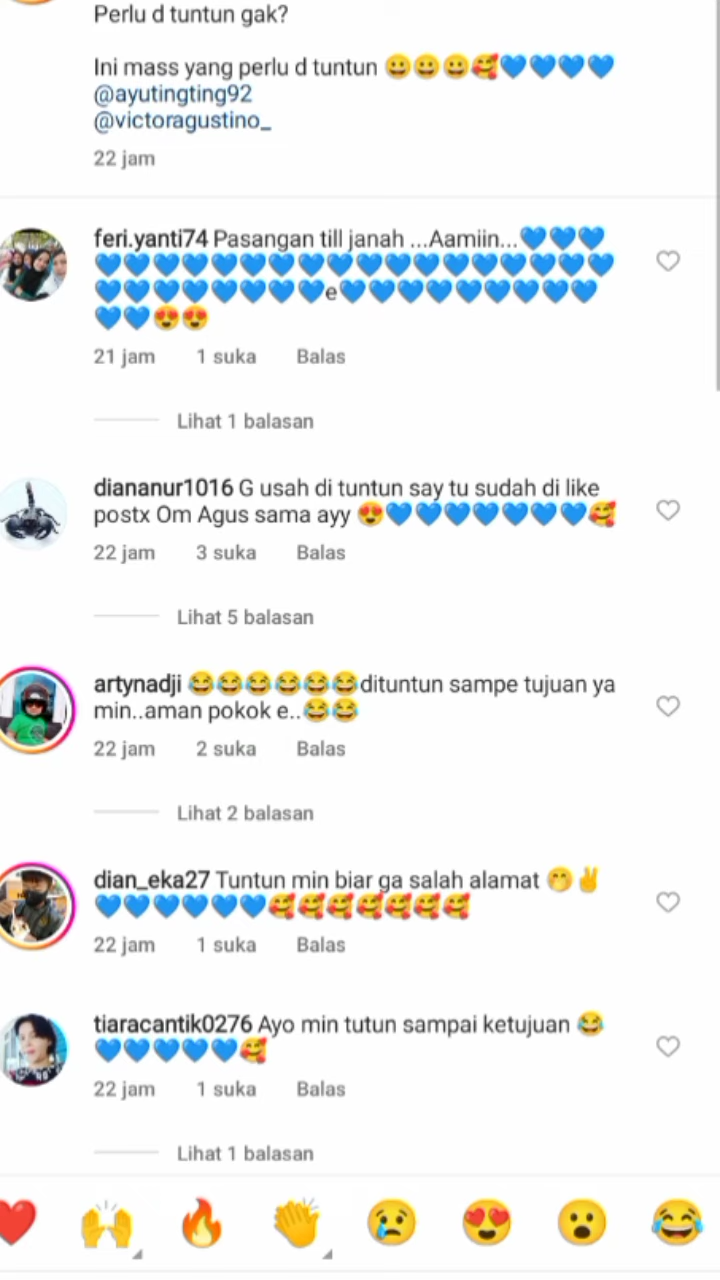 Perlu d tuntun gak?
Ini mass yang perlu d tuntun 😀😀😀🥰💙💙💙💙
@ayutingting92
@victoragustino_
22 jam
feri.yanti74 Pasangan till janah ...Aamiin...💙💙💙
💙💙💙💙💙💙💙💙💙💙💙💙💙💙💙💙💙💙
💙💙💙💙💙💙💙💙e💙💙💙💙💙💙💙💙💙
💙💙😍😍
21 jam 1 suka Balas
Lihat 1 balasan
diananur1016 G usah di tuntun say tu sudah di like
postx Om Agus sama ayy 😍💙💙💙💙💙💙💙🥰
22 jam 3 suka Balas
Lihat 5 balasan
artynadji 😂😂😂😂😂😂dituntun sampe tujuan ya
min..aman pokok e..😂😂
22 jam 2 suka Balas
Lihat 2 balasan
dian_eka27 Tuntun min biar ga salah alamat 🤭✌️
💙💙💙💙💙💙🥰🥰🥰🥰🥰🥰🥰
22 jam 1 suka Balas
tiaracantik0276 Ayo min tutun sampai ketujuan 😂
💙💙💙💙💙🥰
22 jam 1 suka Balas
Lihat 1 balasan
❤️🙌🔥👏😢😍😮😂